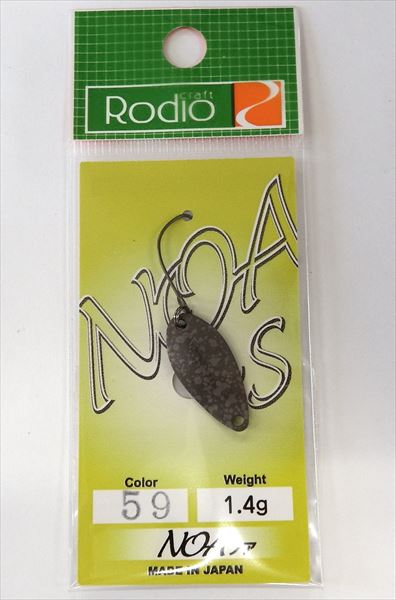 craft
Rodio
NOA
S
Color
Weight
59
1.4g
NOA
MADE IN JAPAN